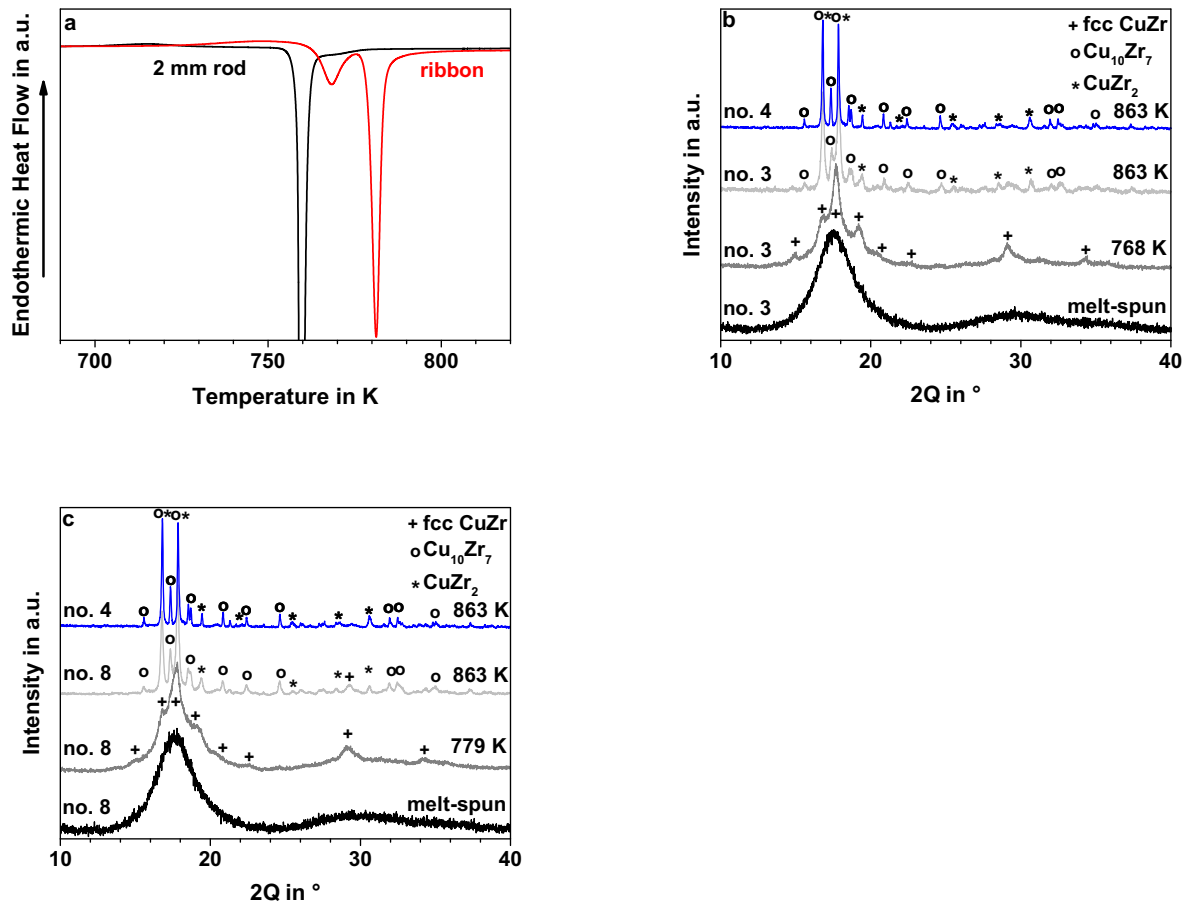 a
2 mm rod
ribbon
Endothermic Heat Flow in a.u.
700 750 800
Temperature in K
b
o* o*
+ fcc CuZr
o Cu10Zr7
* CuZr2
no. 4 863 K
o o o o * o * o o * * * o o o
no. 3 863 K
o o o * o o o * * * o o
no. 3 768 K
+ + + + + + + +
no. 3 melt-spun
Intensity in a.u.
10 20 30 40
2Q in °
c
o* o*
+ fcc CuZr
o Cu10Zr7
* CuZr2
no. 4 863 K
o o o * o * o o * * * o o o
no. 8 863 K
o o o * o o o * * + * o o o
no. 8 779 K
+ + + + + + + +
no. 8 melt-spun
Intensity in a.u.
10 20 30 40
2Q in °